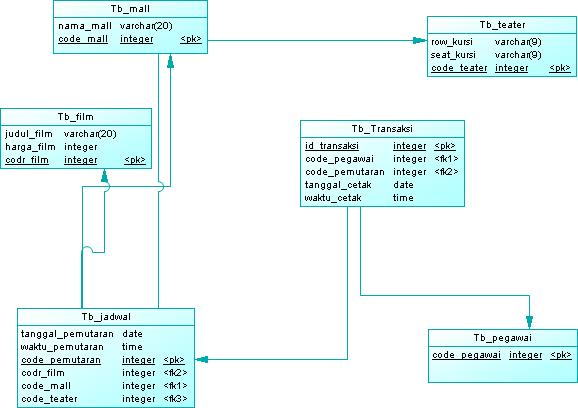 Tb_mall
nama_mall varchar(20)
code_mall integer <pk>
Tb_teater
row_kursi varchar(9)
seat_kursi varchar(9)
code_teater integer <pk>
Tb_film
judul_film varchar(20)
harga_film integer
codr_film integer <pk>
Tb_Transaksi
id_transaksi integer <pk>
code_pegawai integer <fk1>
code_pemutaran integer <fk2>
tanggal_cetak date
waktu_cetak time
Tb_jadwal
tanggal_pemutaran date
waktu_pemutaran time
code_pemutaran integer <pk>
codr_film integer <fk2>
code_mall integer <fk1>
code_teater integer <fk3>
Tb_pegawai
code_pegawai integer <pk>